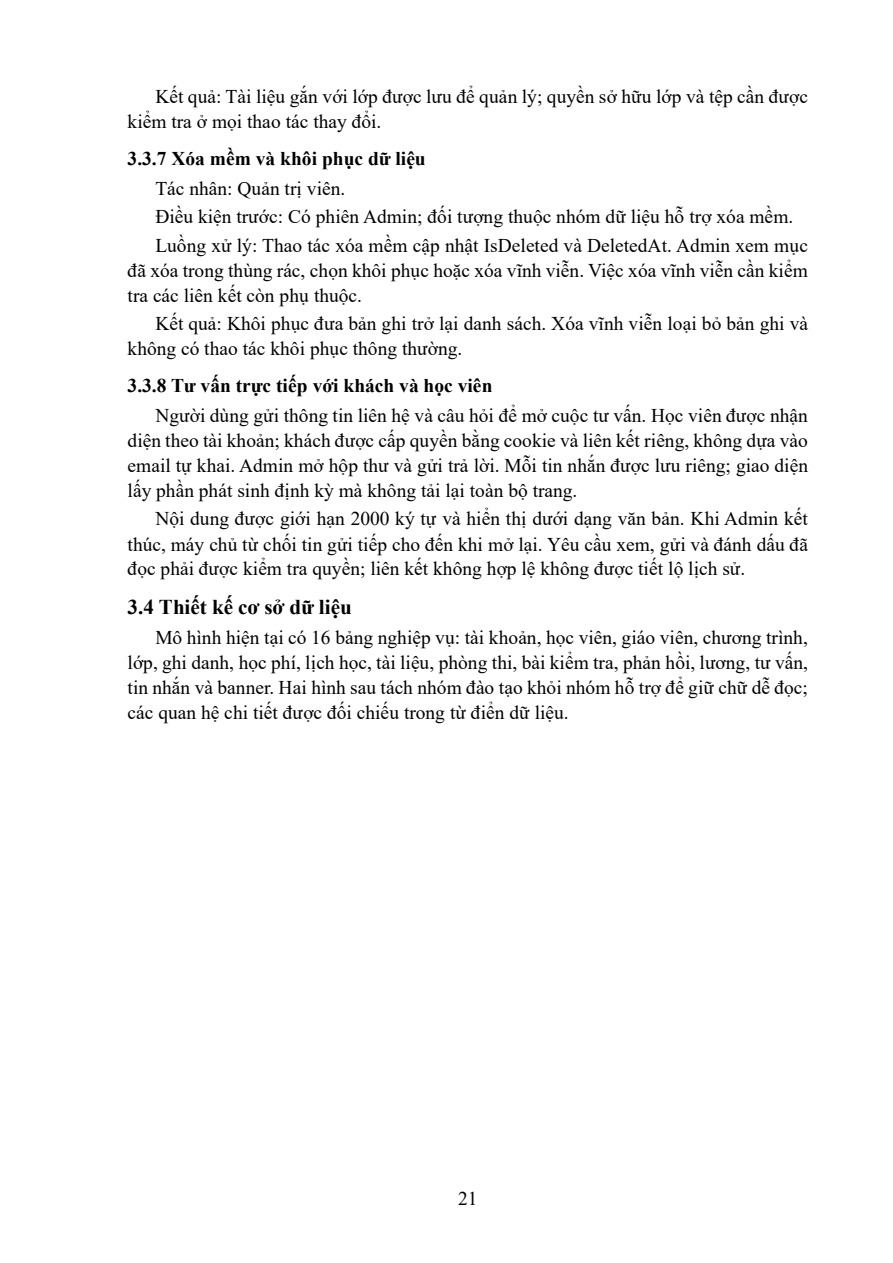 Kết quả: Tài liệu gắn với lớp được lưu để quản lý; quyền sở hữu lớp và tệp cần được
kiểm tra ở mọi thao tác thay đổi.
3.3.7 Xóa mềm và khôi phục dữ liệu
Tác nhân: Quản trị viên.
Điều kiện trước: Có phiên Admin; đối tượng thuộc nhóm dữ liệu hỗ trợ xóa mềm.
Luồng xử lý: Thao tác xóa mềm cập nhật IsDeleted và DeletedAt. Admin xem mục
đã xóa trong thùng rác, chọn khôi phục hoặc xóa vĩnh viễn. Việc xóa vĩnh viễn cần kiểm
tra các liên kết còn phụ thuộc.
Kết quả: Khôi phục đưa bản ghi trở lại danh sách. Xóa vĩnh viễn loại bỏ bản ghi và
không có thao tác khôi phục thông thường.
3.3.8 Tư vấn trực tiếp với khách và học viên
Người dùng gửi thông tin liên hệ và câu hỏi để mở cuộc tư vấn. Học viên được nhận
diện theo tài khoản; khách được cấp quyền bằng cookie và liên kết riêng, không dựa vào
email tự khai. Admin mở hộp thư và gửi trả lời. Mỗi tin nhắn được lưu riêng; giao diện
lấy phần phát sinh định kỳ mà không tải lại toàn bộ trang.
Nội dung được giới hạn 2000 ký tự và hiển thị dưới dạng văn bản. Khi Admin kết
thúc, máy chủ từ chối tin gửi tiếp cho đến khi mở lại. Yêu cầu xem, gửi và đánh dấu đã
đọc phải được kiểm tra quyền; liên kết không hợp lệ không được tiết lộ lịch sử.
3.4 Thiết kế cơ sở dữ liệu
Mô hình hiện tại có 16 bảng nghiệp vụ: tài khoản, học viên, giáo viên, chương trình,
lớp, ghi danh, học phí, lịch học, tài liệu, phòng thi, bài kiểm tra, phản hồi, lương, tư vấn,
tin nhắn và banner. Hai hình sau tách nhóm đào tạo khỏi nhóm hỗ trợ để giữ chữ dễ đọc;
các quan hệ chi tiết được đối chiếu trong từ điển dữ liệu.
21